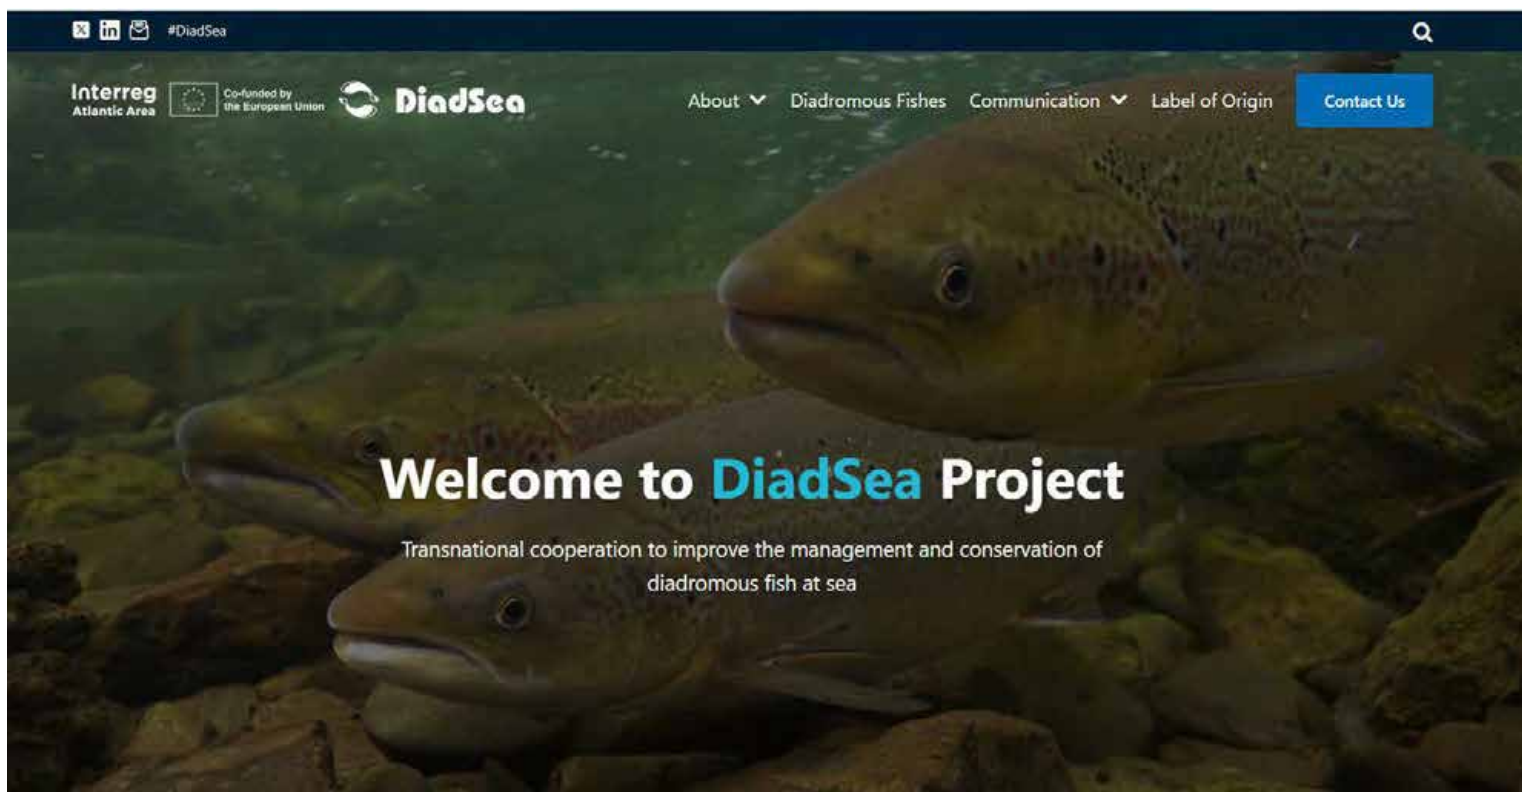 #DiadSea
Interreg
Atlantic Area
Co-funded by
the European Union
DiadSea
About
Diadromous Fishes
Communication
Label of Origin
Contact Us
Welcome to DiadSea Project
Transnational cooperation to improve the management and conservation of
diadromous fish at sea